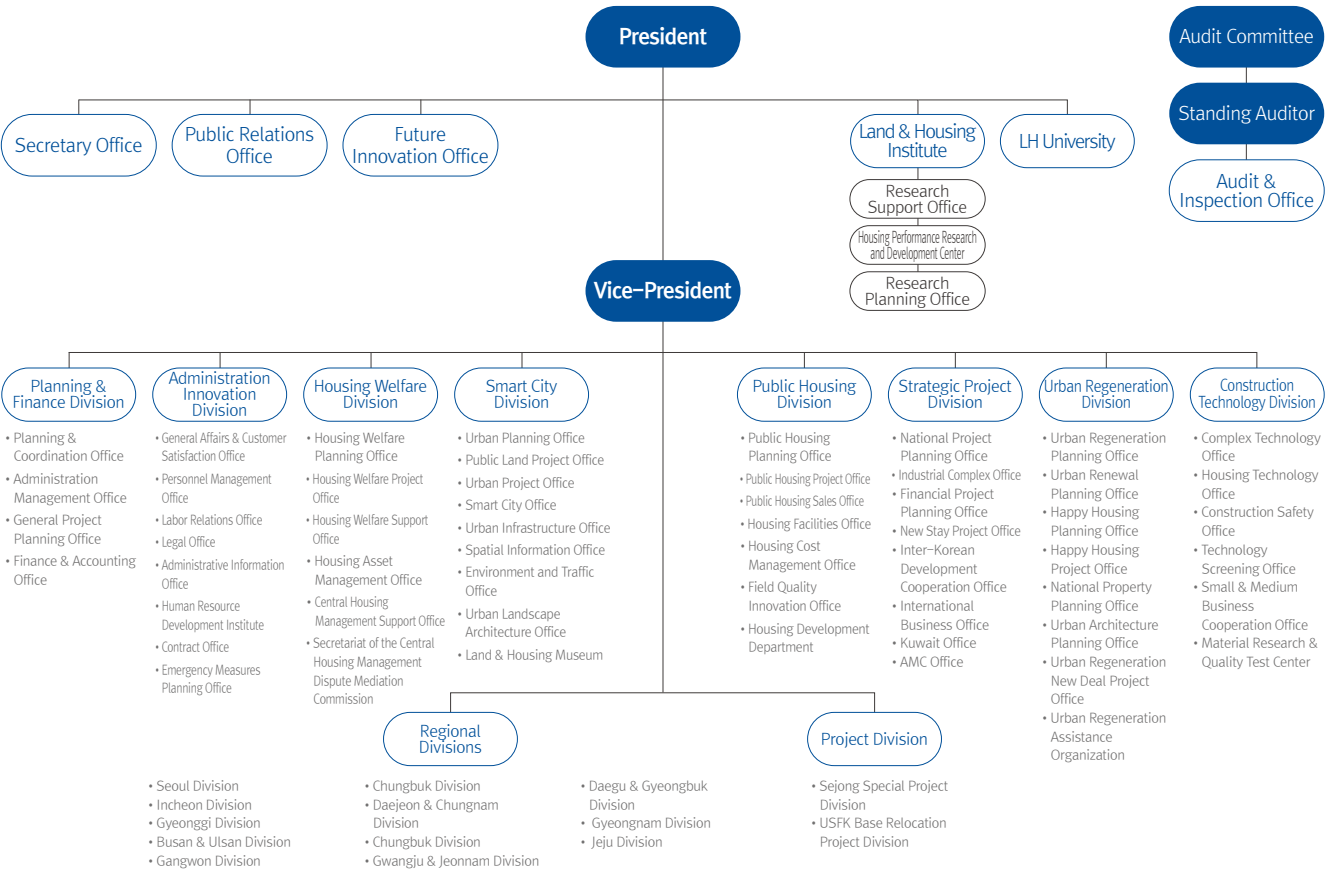 President
Audit Committee
Standing Auditor
Audit &
Inspection Office
Secretary Office
Public Relations
Office
Future
Innovation Office
Land & Housing
Institute
LH University
Research
Support Office
Housing Performance Research
and Development Center
Research
Planning Office
Vice-President
Planning &
Finance Division
• Planning &
Coordination Office
• Administration
Management Office
• General Project
Planning Office
• Finance & Accounting
Office
Administration
Innovation
Division
• General Affairs & Customer
Satisfaction Office
• Personnel Management
Office
• Labor Relations Office
• Legal Office
• Administrative Information
Office
• Human Resource
Development Institute
• Contract Office
• Emergency Measures
Planning Office
Housing Welfare
Division
• Housing Welfare
Planning Office
• Housing Welfare Project
Office
• Housing Welfare Support
Office
• Housing Asset
Management Office
• Central Housing
Management Support Office
• Secretariat of the Central
Housing Management
Dispute Mediation
Commission
Smart City
Division
• Urban Planning Office
• Public Land Project Office
• Urban Project Office
• Smart City Office
• Urban Infrastructure Office
• Spatial Information Office
• Environment and Traffic
Office
• Urban Landscape
Architecture Office
• Land & Housing Museum
Public Housing
Division
• Public Housing
Planning Office
• Public Housing Project Office
• Public Housing Sales Office
• Housing Facilities Office
• Housing Cost
Management Office
• Field Quality
Innovation Office
• Housing Development
Department
Strategic Project
Division
• National Project
Planning Office
• Industrial Complex Office
• Financial Project
Planning Office
• New Stay Project Office
• Inter-Korean
Development
Cooperation Office
• International
Business Office
• Kuwait Office
• AMC Office
Urban Regeneration
Division
• Urban Regeneration
Planning Office
• Urban Renewal
Planning Office
• Happy Housing
Planning Office
• Happy Housing
Project Office
• National Property
Planning Office
• Urban Architecture
Planning Office
• Urban Regeneration
New Deal Project
Office
• Urban Regeneration
Assistance
Organization
Construction
Technology Division
• Complex Technology
Office
• Housing Technology
Office
• Construction Safety
Office
• Technology
Screening Office
• Small & Medium
Business
Cooperation Office
• Material Research &
Quality Test Center
Regional
Divisions
• Seoul Division
• Incheon Division
• Gyeonggi Division
• Busan & Ulsan Division
• Gangwon Division
• Chungbuk Division
• Daejeon & Chungnam
Division
• Chungbuk Division
• Gwangju & Jeonnam Division
• Daegu & Gyeongbuk
Division
• Gyeongnam Division
• Jeju Division
Project Division
• Sejong Special Project
Division
• USFK Base Relocation
Project Division